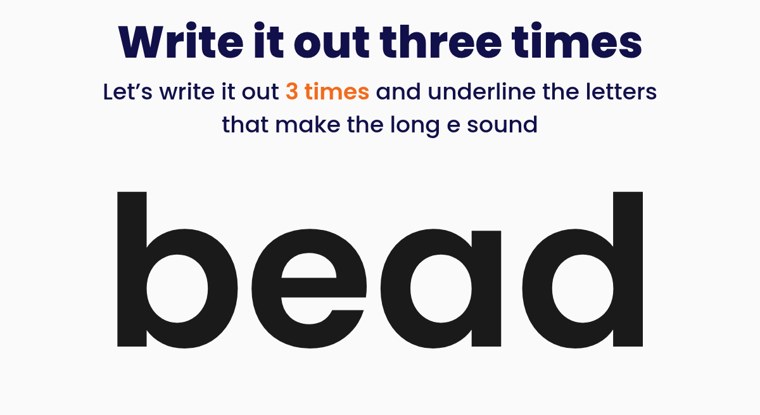 Write it out three times
Let’s write it out 3 times and underline the letters
that make the long e sound
bead